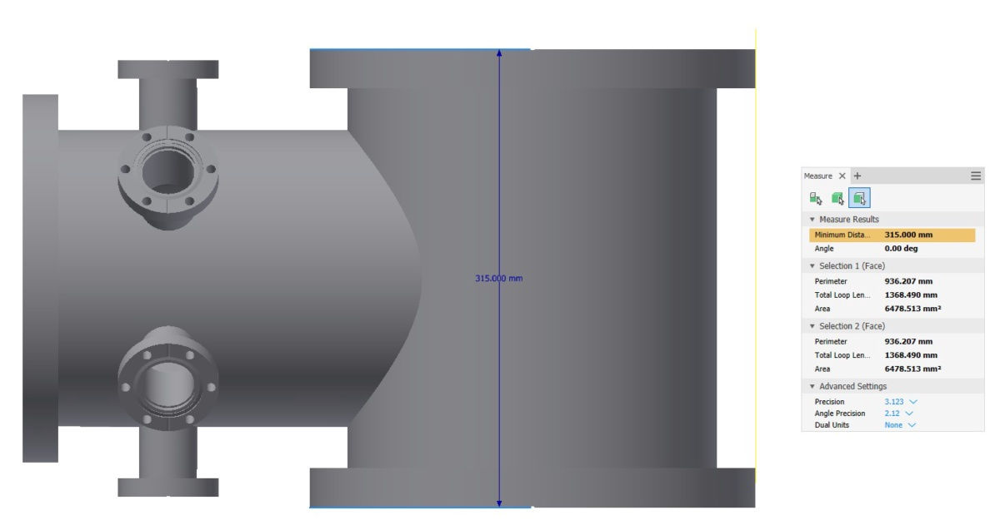 315.000 mm
Measure
Measure Results
Minimum Dista... 315.000 mm
Angle 0.00 deg
Selection 1 (Face)
Perimeter 936.207 mm
Total Loop Len... 1368.490 mm
Area 6478.513 mm²
Selection 2 (Face)
Perimeter 936.207 mm
Total Loop Len... 1368.490 mm
Area 6478.513 mm²
Advanced Settings
Precision 3.123
Angle Precision 2.12
Dual Units None